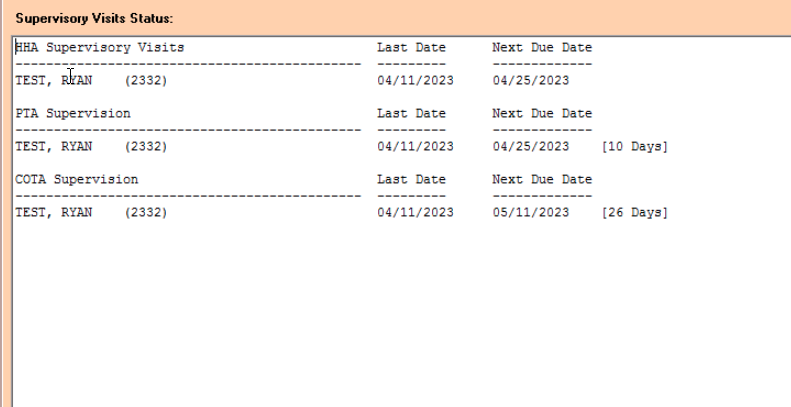 Supervisory Visits Status:
HHA Supervisory Visits Last Date Next Due Date
--------------------------------------------- --------- -------------
TEST, RYAN (2332) 04/11/2023 04/25/2023
PTA Supervision Last Date Next Due Date
--------------------------------------------- --------- -------------
TEST, RYAN (2332) 04/11/2023 04/25/2023 [10 Days]
COTA Supervision Last Date Next Due Date
--------------------------------------------- --------- -------------
TEST, RYAN (2332) 04/11/2023 05/11/2023 [26 Days]